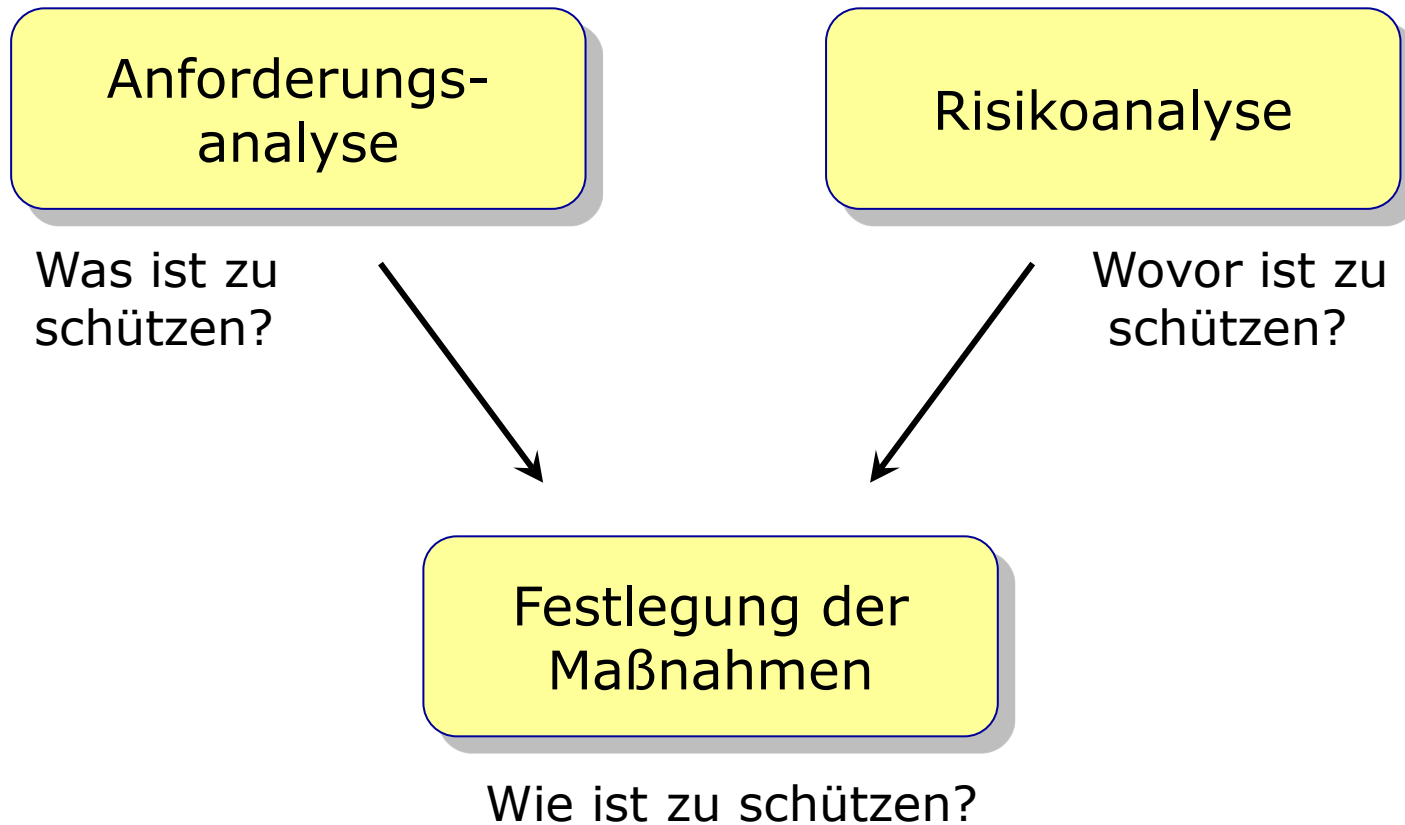 Anforderungs-
analyse
Risikoanalyse
Was ist zu
schützen?
Wovor ist zu
schützen?
Festlegung der
Maßnahmen
Wie ist zu schützen?